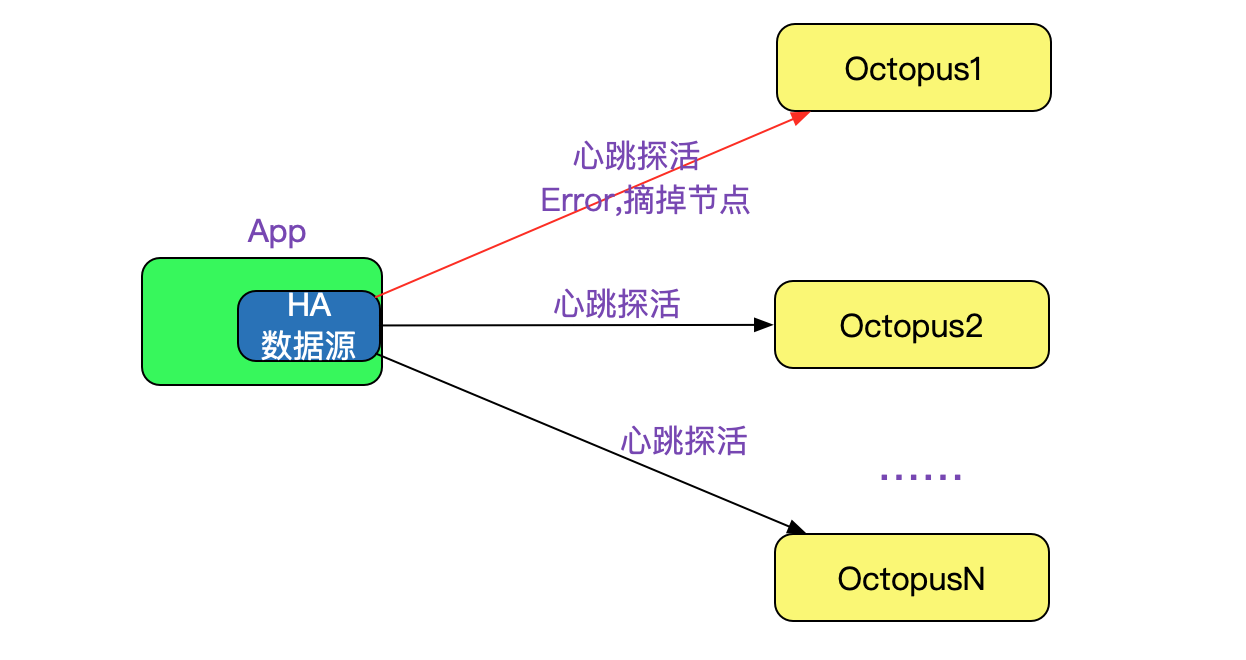 Octopus1
心跳探活
Error,摘掉节点
App
HA
数据源
心跳探活
Octopus2
心跳探活
......
OctopusN